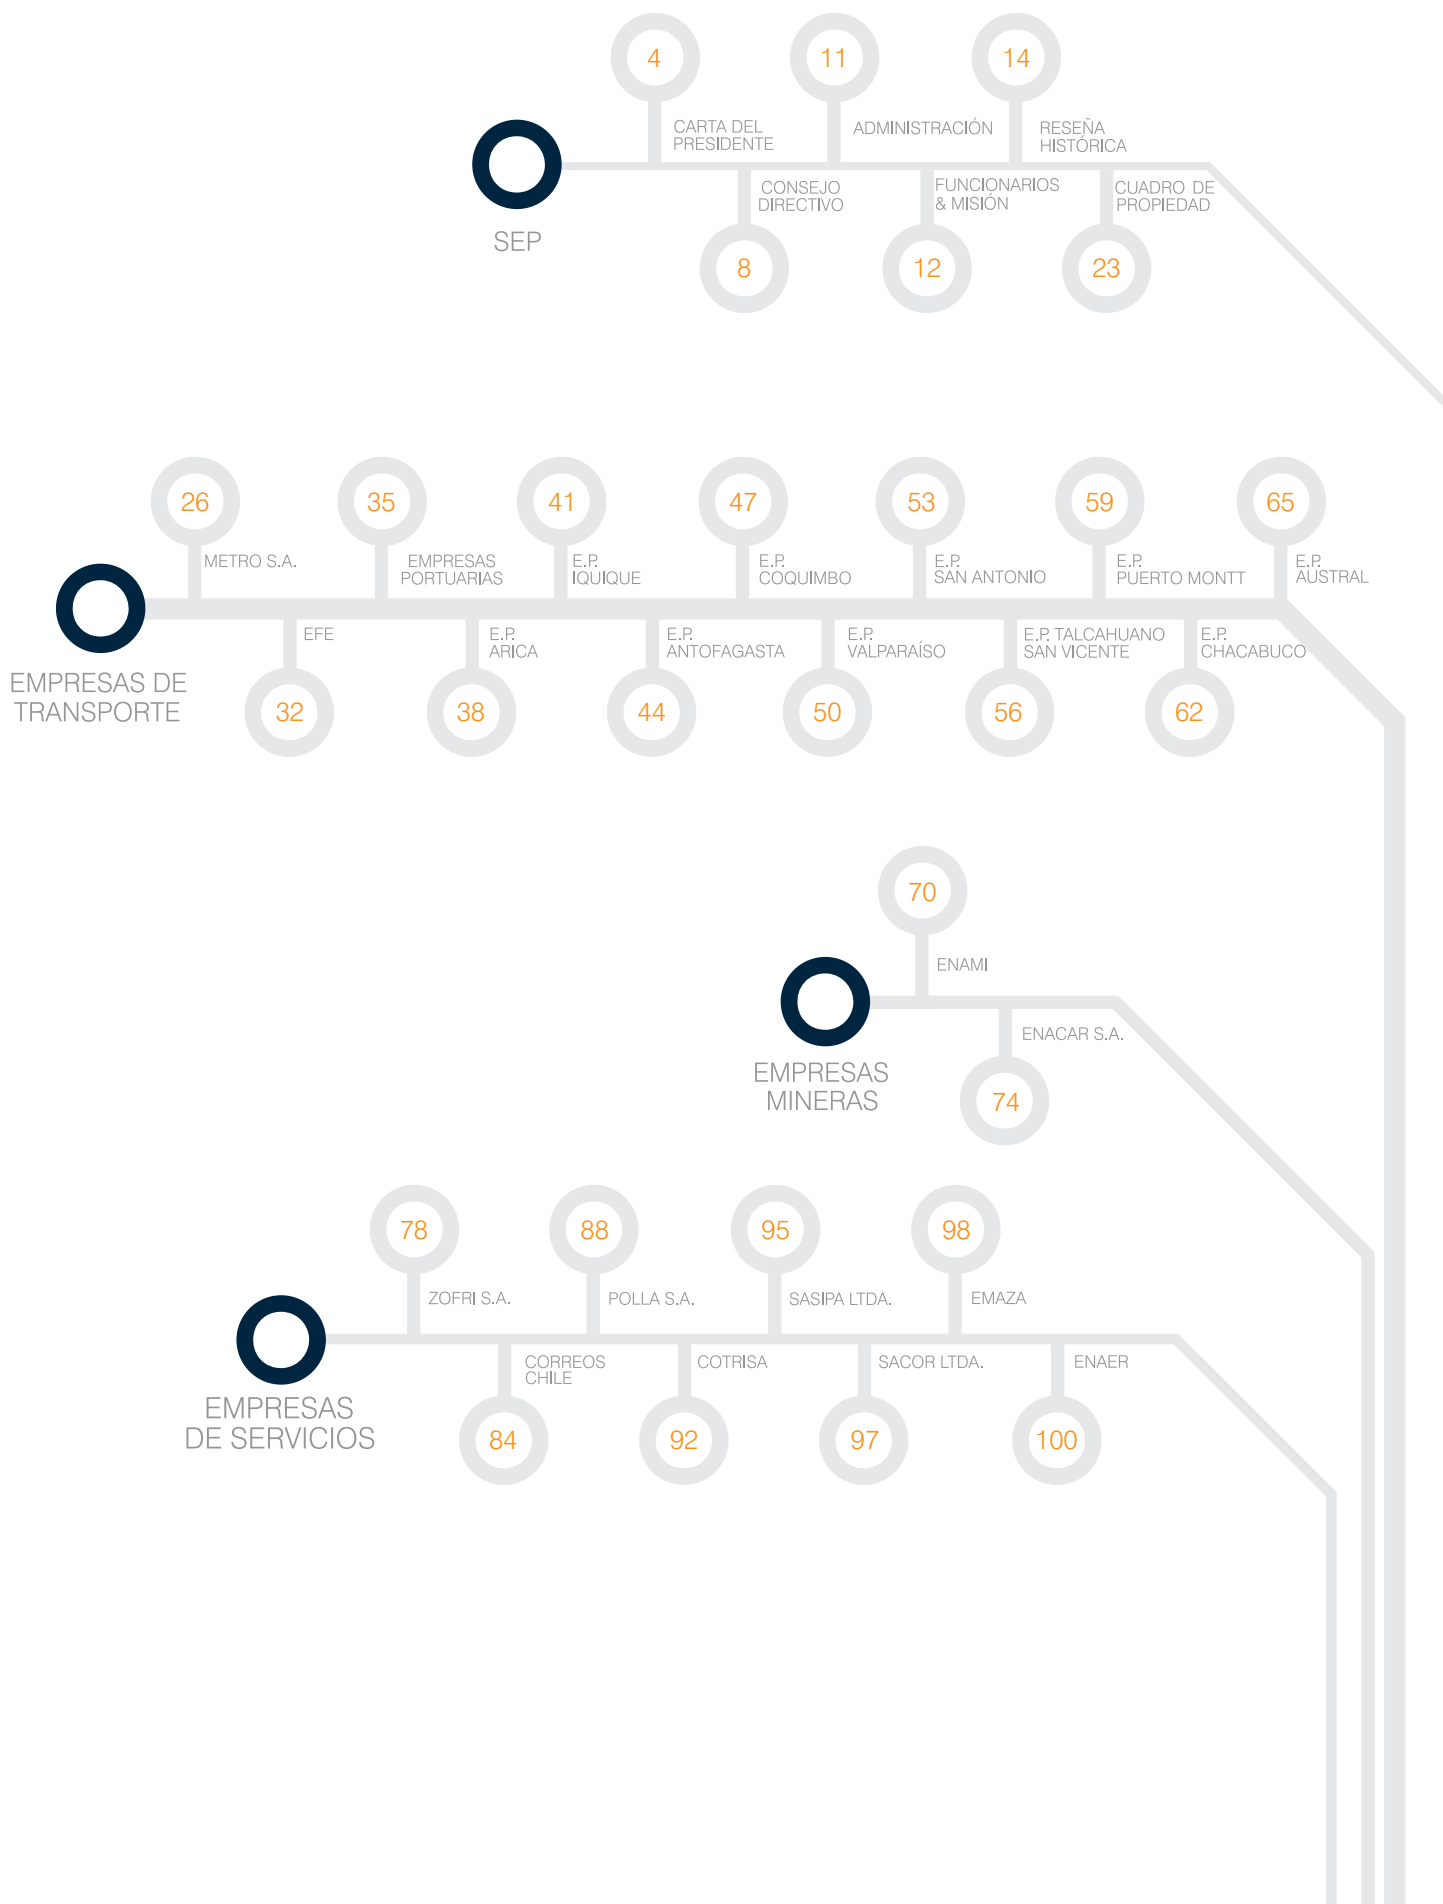 4
11
14
CARTA DEL
PRESIDENTE
ADMINISTRACIÓN
RESEÑA
HISTÓRICA
CONSEJO
DIRECTIVO
FUNCIONARIOS
& MISIÓN
CUADRO DE
PROPIEDAD
SEP
8
12
23
26
35
41
47
53
59
65
METRO S.A.
EMPRESAS
PORTUARIAS
E.P.
IQUIQUE
E.P.
COQUIMBO
E.P.
SAN ANTONIO
E.P.
PUERTO MONTT
E.P.
AUSTRAL
EFE
E.P.
ARICA
E.P.
ANTOFAGASTA
E.P.
VALPARAÍSO
E.P. TALCAHUANO
SAN VICENTE
E.P.
CHACABUCO
EMPRESAS DE
TRANSPORTE
32
38
44
50
56
62
70
ENAMI
ENACAR S.A.
EMPRESAS
MINERAS
74
78
88
95
98
ZOFRI S.A.
POLLA S.A.
SASIPA LTDA.
EMAZA
CORREOS
CHILE
COTRISA
SACOR LTDA.
ENAER
EMPRESAS
DE SERVICIOS
84
92
97
100